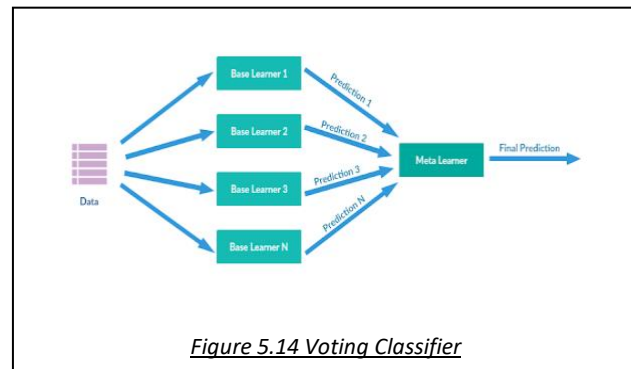 Base Learner 1
Prediction 1
Base Learner 2
Prediction 2
Meta Learner
Final Prediction
Data
Base Learner 3
Prediction 3
Base Learner N
Prediction N
Figure 5.14 Voting Classifier